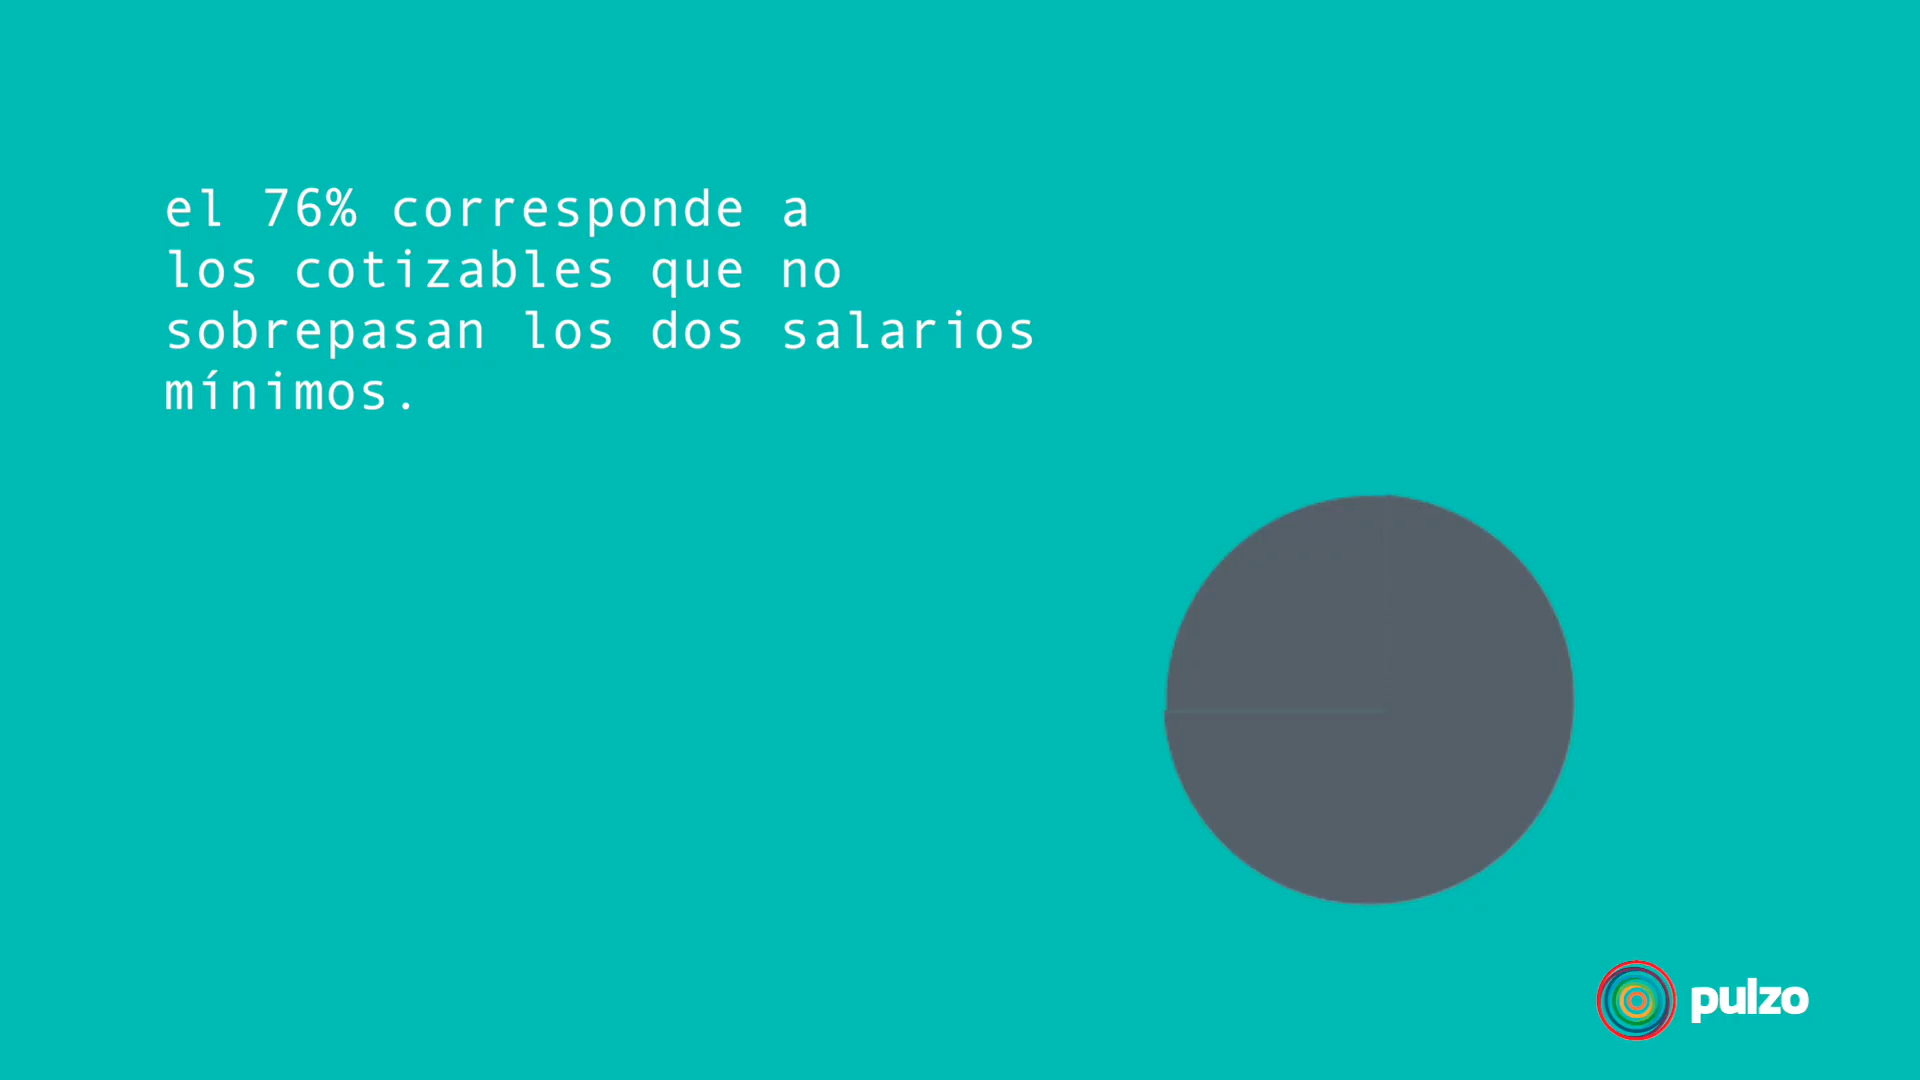 el 76% corresponde a
los cotizables que no
sobrepasan los dos salarios
mínimos.
pulzo